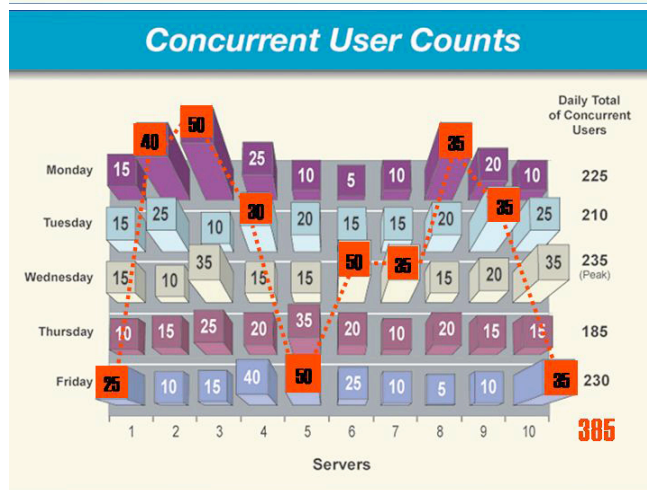 Concurrent User Counts
Daily Total
of Concurrent
Users
Monday 15 40 50 25 10 5 10 35 20 10 225
Tuesday 15 25 10 30 20 15 15 20 35 25 210
Wednesday 15 10 35 15 15 50 35 15 20 35 235
(Peak)
Thursday 10 15 25 20 35 20 10 20 15 15 185
Friday 25 10 15 40 50 25 10 5 10 35 230
1 2 3 4 5 6 7 8 9 10 385
Servers